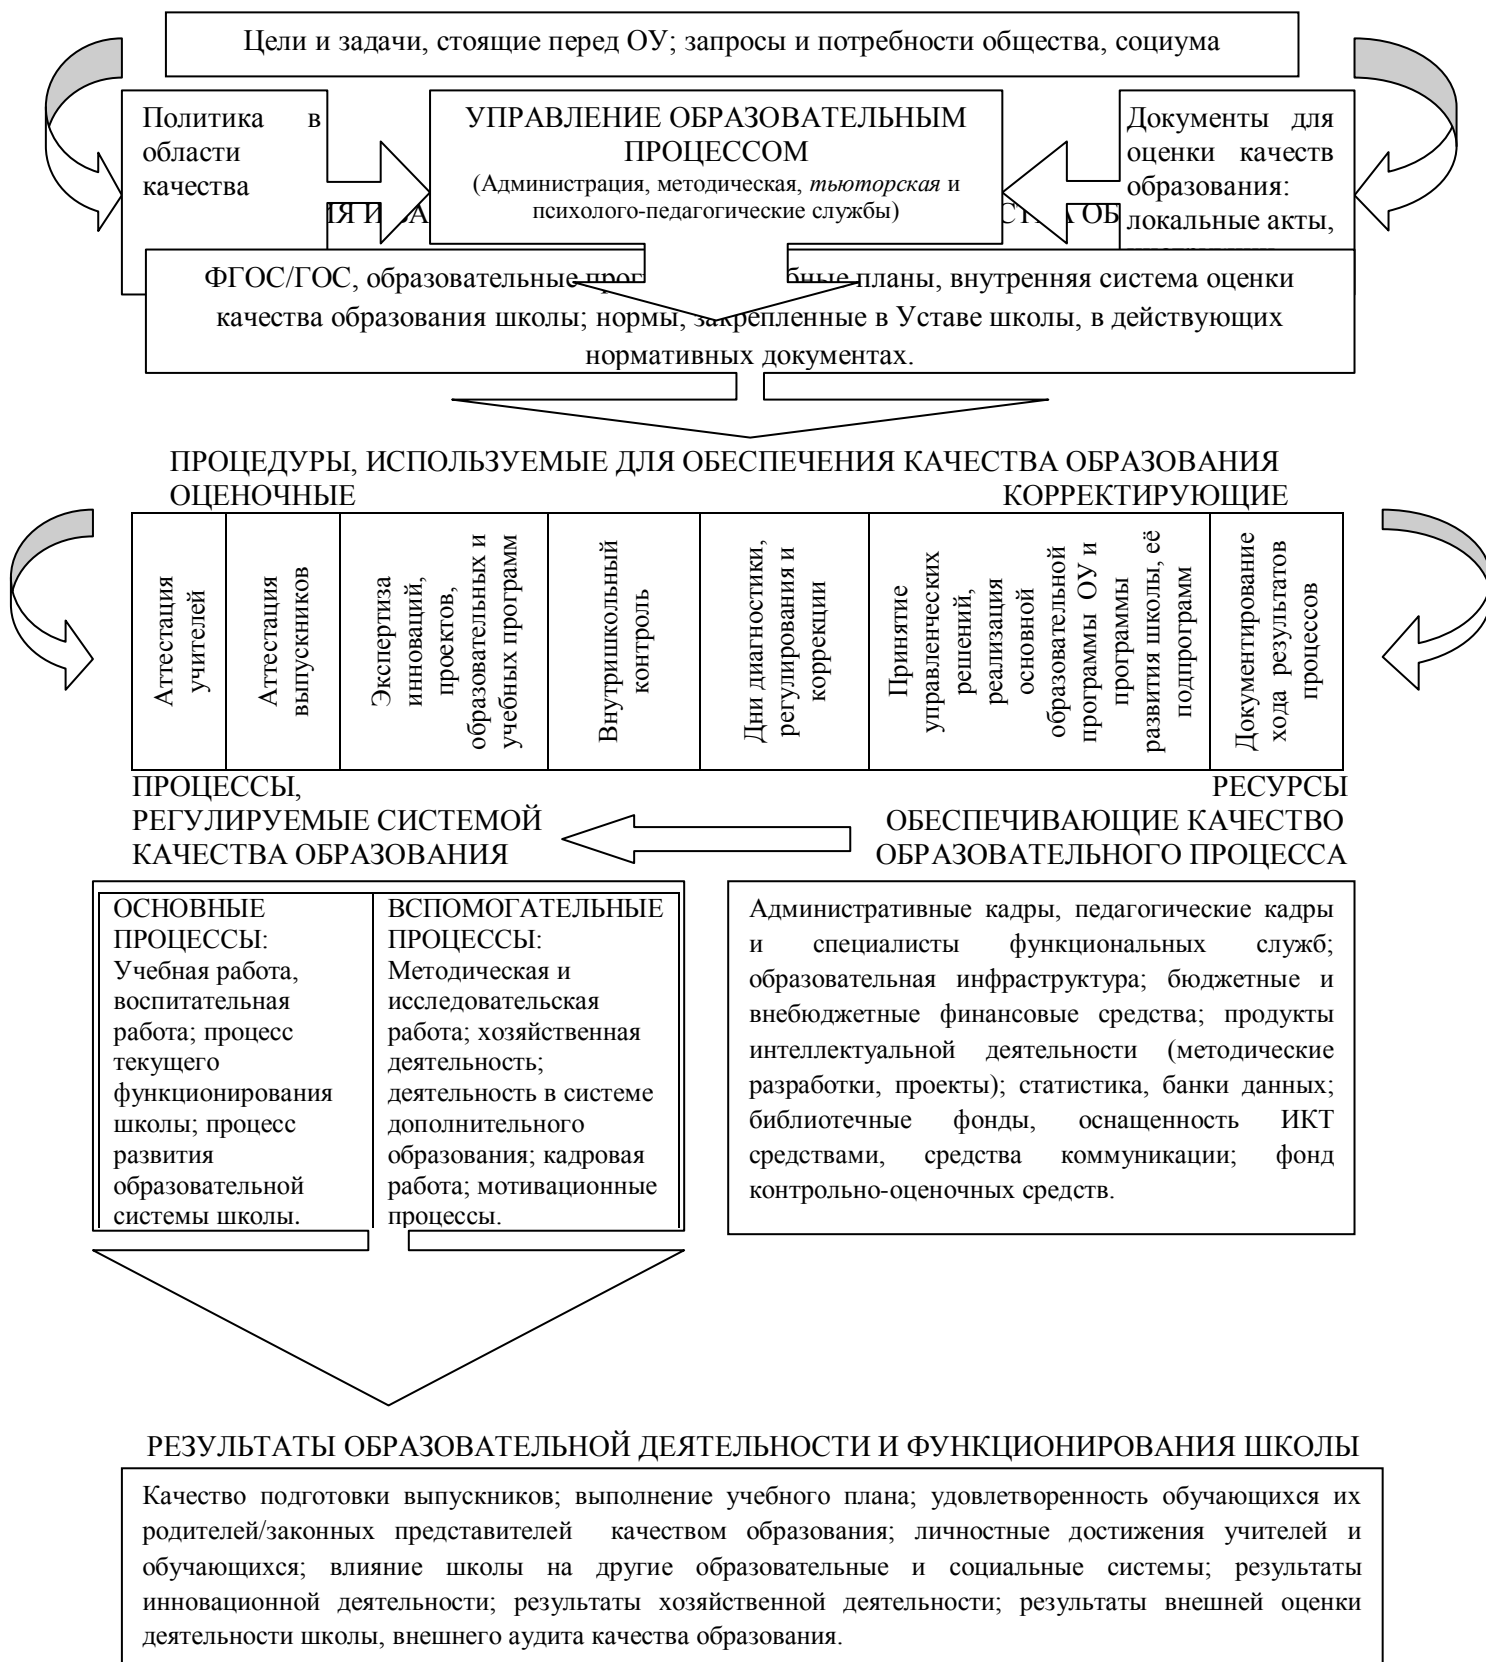 Цели и задачи, стоящие перед ОУ; запросы и потребности общества, социума
Политика в
области
качества
УПРАВЛЕНИЕ ОБРАЗОВАТЕЛЬНЫМ
ПРОЦЕССОМ
(Администрация, методическая, тьюторская и
психолого-педагогические службы)
Документы для
оценки качеств
образования:
локальные акты,
ФГОС/ГОС, образовательные планы, внутренняя система оценки
качества образования школы; нормы, закрепленные в Уставе школы, в действующих
нормативных документах.
ПРОЦЕДУРЫ, ИСПОЛЬЗУЕМЫЕ ДЛЯ ОБЕСПЕЧЕНИЯ КАЧЕСТВА ОБРАЗОВАНИЯ
ОЦЕНОЧНЫЕ КОРРЕКТИРУЮЩИЕ
Аттестация
учителей
Аттестация
выпускников
Экспертиза
инноваций,
проектов,
образовательных и
учебных программ
Внутришкольный
контроль
Дни диагностики,
регулирования и
коррекции
Принятие
управленческих
решений,
реализация
основной
образовательной
программы ОУ и
программы
развития школы, её
подпрограмм
Документирование
хода результатов
процессов
ПРОЦЕССЫ,
РЕГУЛИРУЕМЫЕ СИСТЕМОЙ
КАЧЕСТВА ОБРАЗОВАНИЯ
РЕСУРСЫ
ОБЕСПЕЧИВАЮЩИЕ КАЧЕСТВО
ОБРАЗОВАТЕЛЬНОГО ПРОЦЕССА
ОСНОВНЫЕ
ПРОЦЕССЫ:
Учебная работа,
воспитательная
работа; процесс
текущего
функционирования
школы; процесс
развития
образовательной
системы школы.
ВСПОМОГАТЕЛЬНЫЕ
ПРОЦЕССЫ:
Методическая и
исследовательская
работа; хозяйственная
деятельность;
деятельность в системе
дополнительного
образования; кадровая
работа; мотивационные
процессы.
Административные кадры, педагогические кадры
и специалисты функциональных служб;
образовательная инфраструктура; бюджетные и
внебюджетные финансовые средства; продукты
интеллектуальной деятельности (методические
разработки, проекты); статистика, банки данных;
библиотечные фонды, оснащенность ИКТ
средствами, средства коммуникации; фонд
контрольно-оценочных средств.
РЕЗУЛЬТАТЫ ОБРАЗОВАТЕЛЬНОЙ ДЕЯТЕЛЬНОСТИ И ФУНКЦИОНИРОВАНИЯ ШКОЛЫ
Качество подготовки выпускников; выполнение учебного плана; удовлетворенность обучающихся их
родителей/законных представителей качеством образования; личностные достижения учителей и
обучающихся; влияние школы на другие образовательные и социальные системы; результаты
инновационной деятельности; результаты хозяйственной деятельности; результаты внешней оценки
деятельности школы, внешнего аудита качества образования.